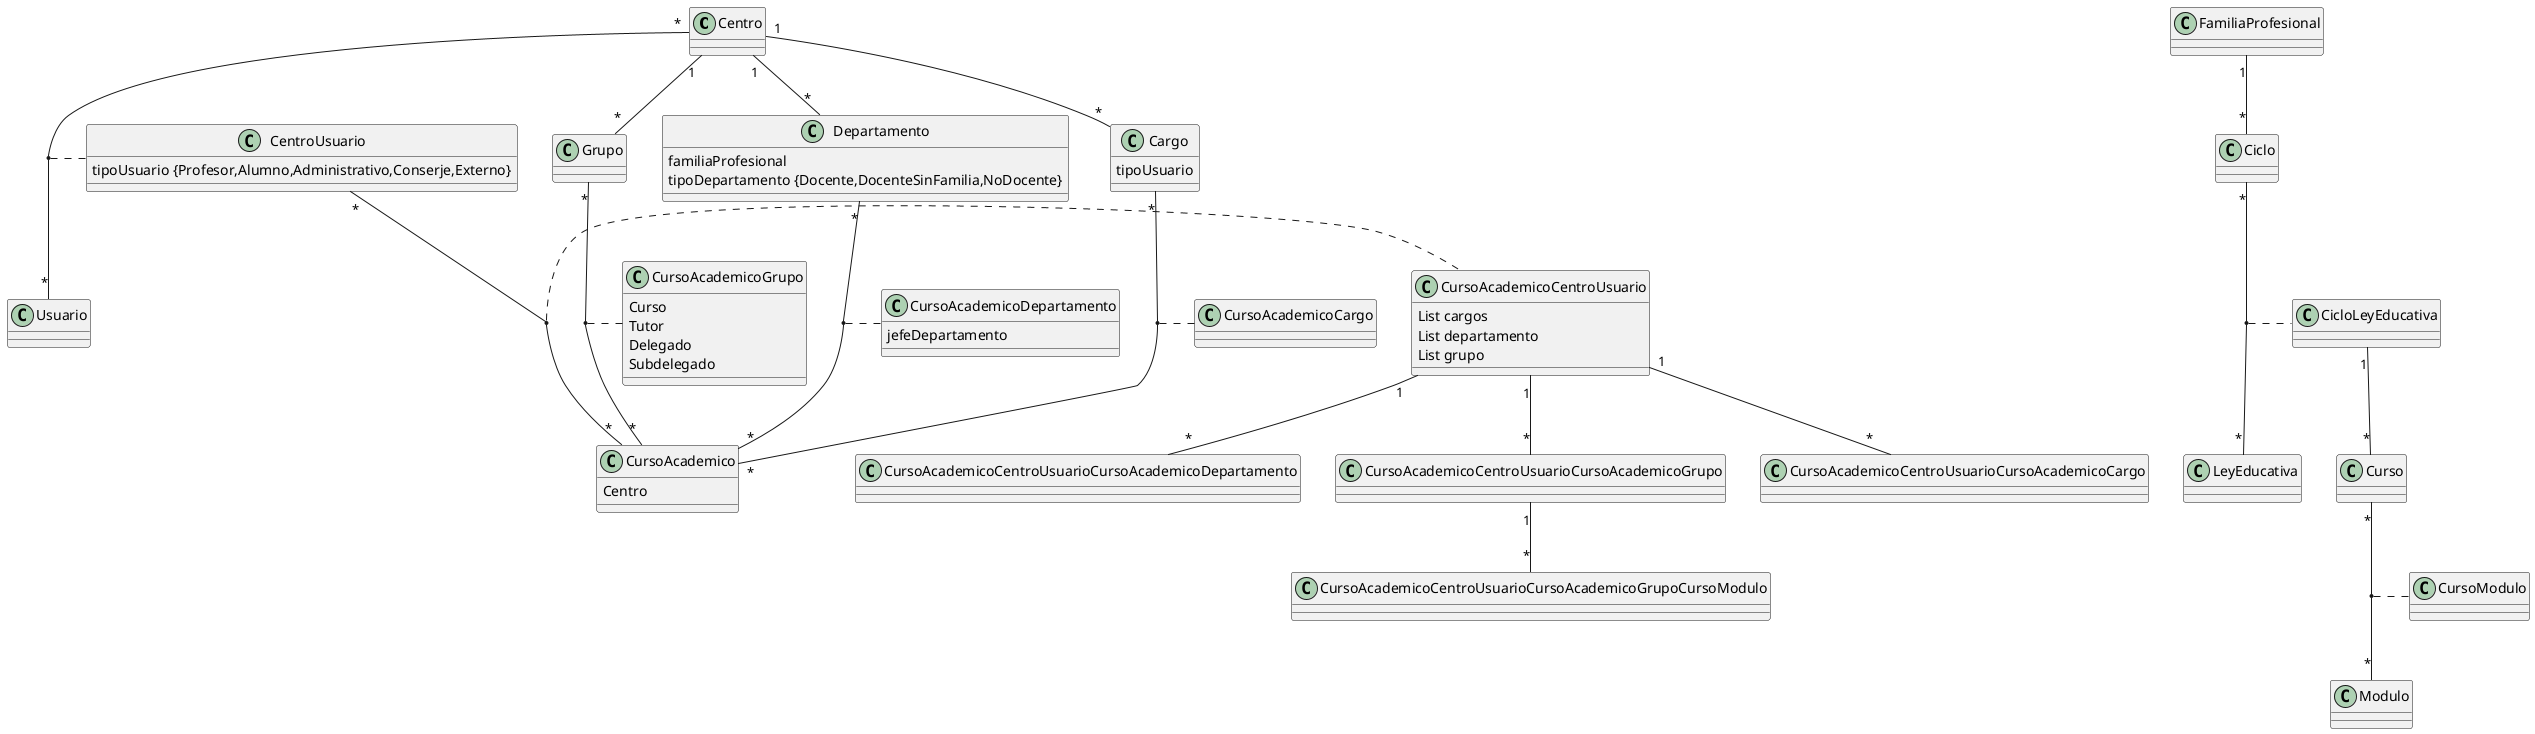 * C Centro 1
1 1
* * *
C CentroUsuario
tipoUsuario {Profesor,Alumno,Administrativo,Conserje,Externo}
*
C Grupo
*
C Departamento
familiaProfesional
tipoDepartamento {Docente,DocenteSinFamilia,NoDocente}
*
C Cargo
tipoUsuario
*
C FamiliaProfesional
1
*
C Ciclo
*
*
C Usuario
C CursoAcademicoGrupo
Curso
Tutor
Delegado
Subdelegado
C CursoAcademicoDepartamento
jefeDepartamento
C CursoAcademicoCargo
C CursoAcademicoCentroUsuario
List cargos
List departamento
List grupo
1 1 1
C CicloLeyEducativa
1
* * * *
C CursoAcademico
Centro
*
C CursoAcademicoCentroUsuarioCursoAcademicoDepartamento
*
C CursoAcademicoCentroUsuarioCursoAcademicoGrupo
1
*
C CursoAcademicoCentroUsuarioCursoAcademicoCargo
*
C LeyEducativa
*
C Curso
*
*
C CursoAcademicoCentroUsuarioCursoAcademicoGrupoCursoModulo
C CursoModulo
*
C Modulo